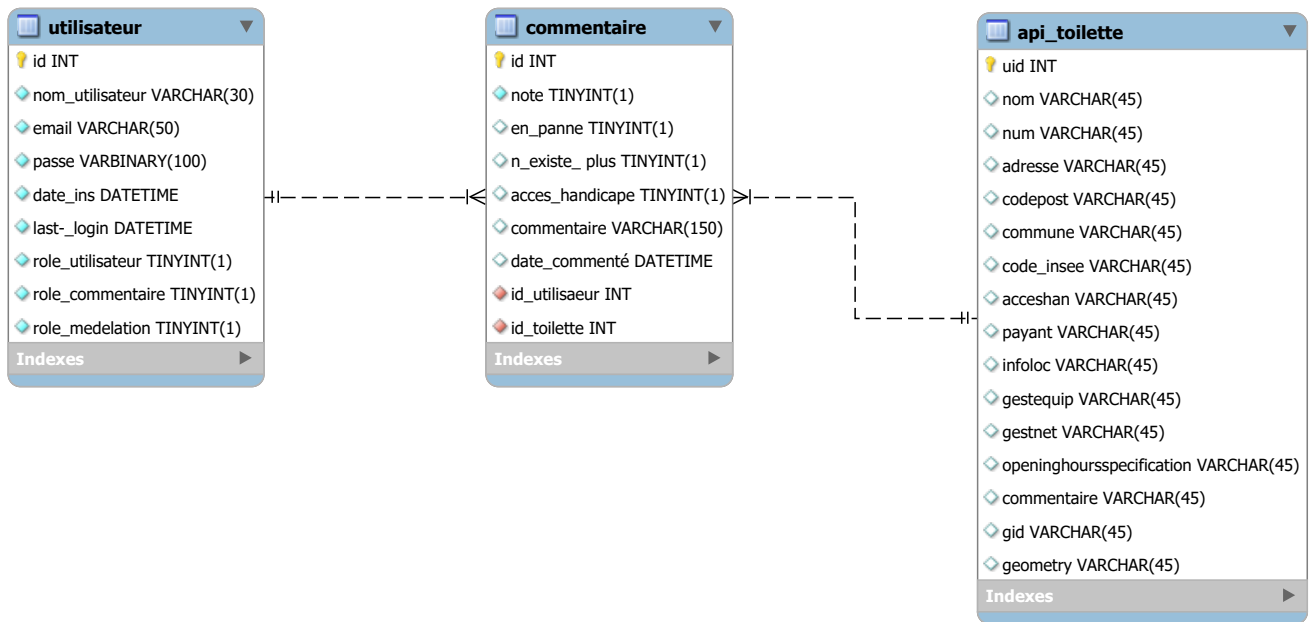 utilisateur
id INT
nom_utilisateur VARCHAR(30)
email VARCHAR(50)
passe VARBINARY(100)
date_ins DATETIME
last-_login DATETIME
role_utilisateur TINYINT(1)
role_commentaire TINYINT(1)
role_medelation TINYINT(1)
Indexes
commentaire
id INT
note TINYINT(1)
en_panne TINYINT(1)
n_existe_ plus TINYINT(1)
acces_handicape TINYINT(1)
commentaire VARCHAR(150)
date_commenté DATETIME
id_utilisaeur INT
id_toilette INT
Indexes
api_toilette
uid INT
nom VARCHAR(45)
num VARCHAR(45)
adresse VARCHAR(45)
codepost VARCHAR(45)
commune VARCHAR(45)
code_insee VARCHAR(45)
acceshan VARCHAR(45)
payant VARCHAR(45)
infoloc VARCHAR(45)
gestequip VARCHAR(45)
gestnet VARCHAR(45)
openinghoursspecification VARCHAR(45)
commentaire VARCHAR(45)
gid VARCHAR(45)
geometry VARCHAR(45)
Indexes